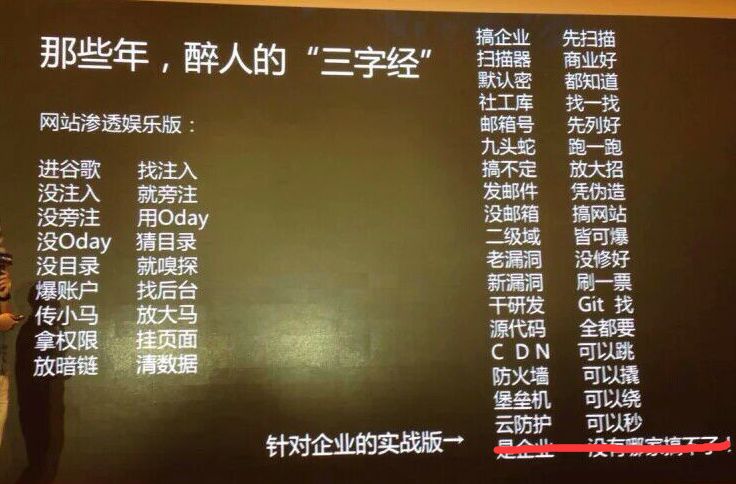 那些年，醉人的“三字经”
网站渗透娱乐版：
进谷歌 找注入
没注入 就旁注
没旁注 用Oday
没Oday 猜目录
没目录 就嗅探
爆账户 找后台
传小马 放大马
拿权限 挂页面
放暗链 清数据
针对企业的实战版→
搞企业 先扫描
扫描器 商业好
默认密 都知道
社工库 找一找
邮箱号 先列好
九头蛇 跑一跑
搞不定 放大招
发邮件 凭伪造
没邮箱 搞网站
二级域 皆可爆
老漏洞 没修好
新漏洞 刷一票
干研发 Git 找
源代码 全都要
C D N 可以跳
防火墙 可以撬
堡垒机 可以绕
云防护 可以秒
是企业 没有哪家搞不了！